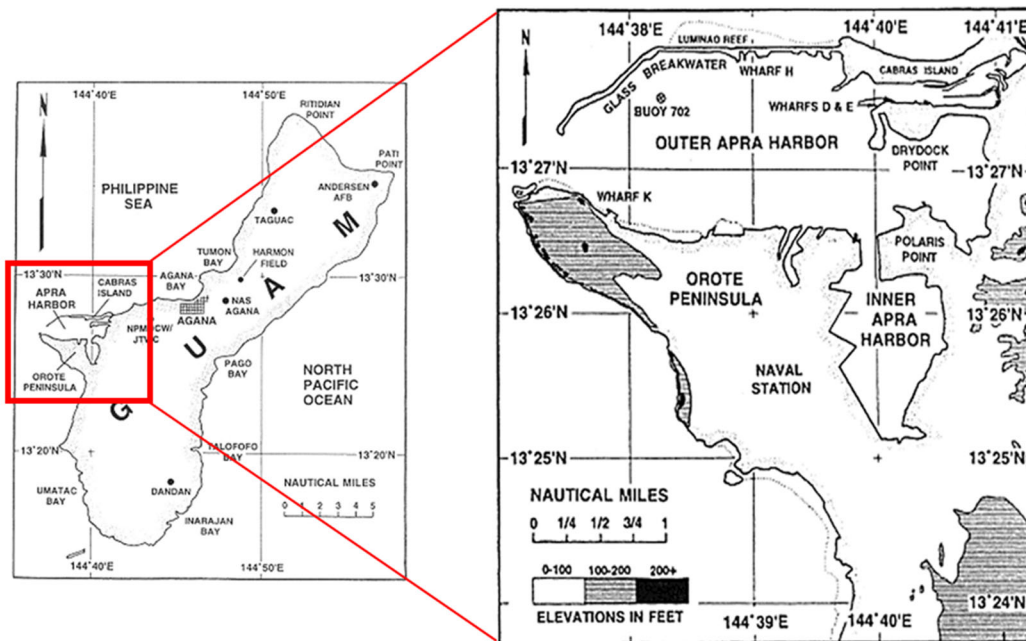 144°40'E
144°50'E
N
RITIDIAN
POINT
PATI
POINT
PHILIPPINE
SEA
ANDERSEN
AFB
TAGUAC
M
TUMON
BAY
HARMON
FIELD
13°30'N
AGANA
BAY
13°30'N
CABRAS
ISLAND
APRA
HARBOR
NAS
AGANA
A
AGANA
U
PAGO
BAY
OROTE
PENINSULA
NORTH
PACIFIC
OCEAN
G
13°20'N
TALOFOFO
BAY
13°20'N
UMATAC
BAY
DANDAN
NAUTICAL MILES
0 1 2 3 4 5
INARAJAN
BAY
144°40'E
144°50'E
144°38'E
144°40'E
144°41'E
N
LUMINAO REEF
GLASS BREAKWATER
WHARF H
CABRAS ISLAND
BUOY 702
WHARFS D & E
OUTER APRA HARBOR
DRYDOCK
POINT
13°27'N
13°27'N
WHARF K
POLARIS
POINT
OROTE
PENINSULA
INNER
APRA
HARBOR
13°26'N
13°26'N
NAVAL
STATION
13°25'N
13°25'N
NAUTICAL MILES
0 1/4 1/2 3/4 1
0-100 100-200 200+
ELEVATIONS IN FEET
13°24'N
144°39'E
144°40'E